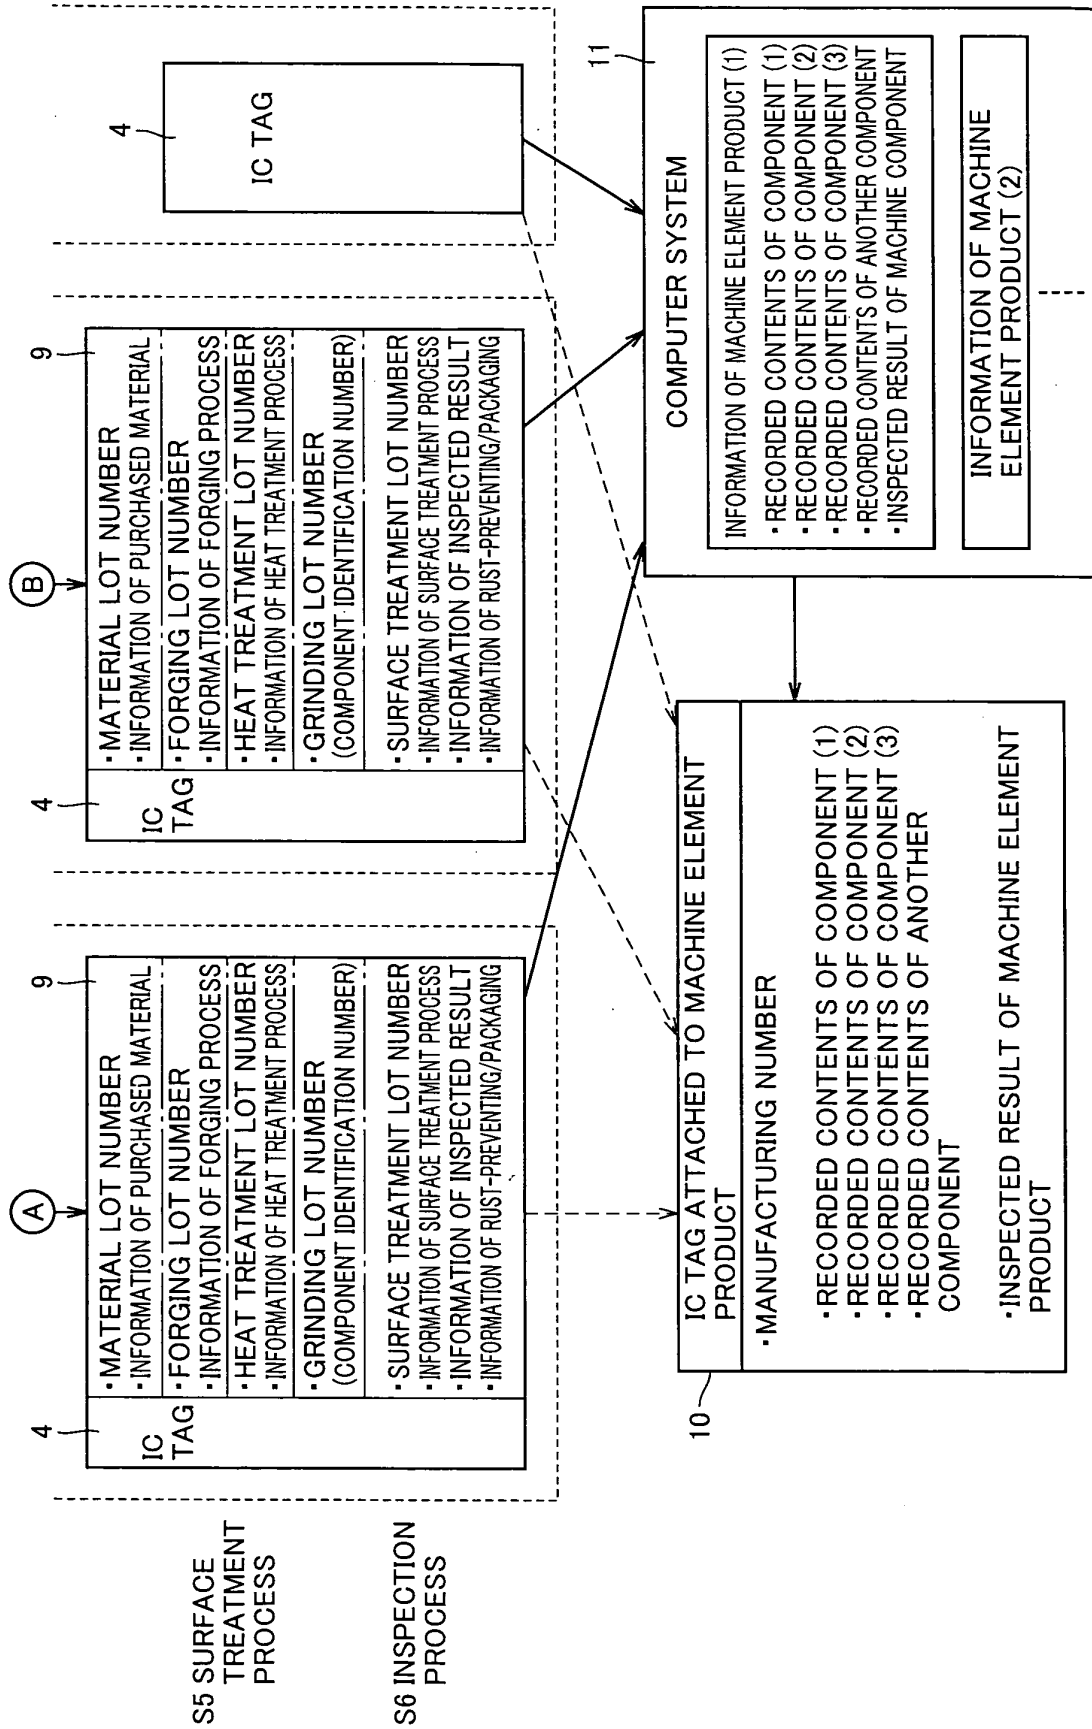 S5 SURFACE
TREATMENT
PROCESS
S6 INSPECTION
PROCESS
A
4
9
IC
TAG
・MATERIAL LOT NUMBER
・INFORMATION OF PURCHASED MATERIAL
・FORGING LOT NUMBER
・INFORMATION OF FORGING PROCESS
・HEAT TREATMENT LOT NUMBER
・INFORMATION OF HEAT TREATMENT PROCESS
・GRINDING LOT NUMBER
(COMPONENT IDENTIFICATION NUMBER)
・SURFACE TREATMENT LOT NUMBER
・INFORMATION OF SURFACE TREATMENT PROCESS
・INFORMATION OF INSPECTED RESULT
・INFORMATION OF RUST-PREVENTING/PACKAGING
B
4
9
IC
TAG
・MATERIAL LOT NUMBER
・INFORMATION OF PURCHASED MATERIAL
・FORGING LOT NUMBER
・INFORMATION OF FORGING PROCESS
・HEAT TREATMENT LOT NUMBER
・INFORMATION OF HEAT TREATMENT PROCESS
・GRINDING LOT NUMBER
(COMPONENT IDENTIFICATION NUMBER)
・SURFACE TREATMENT LOT NUMBER
・INFORMATION OF SURFACE TREATMENT PROCESS
・INFORMATION OF INSPECTED RESULT
・INFORMATION OF RUST-PREVENTING/PACKAGING
4
IC TAG
10
IC TAG ATTACHED TO MACHINE ELEMENT
PRODUCT
・MANUFACTURING NUMBER
・RECORDED CONTENTS OF COMPONENT (1)
・RECORDED CONTENTS OF COMPONENT (2)
・RECORDED CONTENTS OF COMPONENT (3)
・RECORDED CONTENTS OF ANOTHER
COMPONENT
・INSPECTED RESULT OF MACHINE ELEMENT
PRODUCT
11
COMPUTER SYSTEM
INFORMATION OF MACHINE ELEMENT PRODUCT (1)
・RECORDED CONTENTS OF COMPONENT (1)
・RECORDED CONTENTS OF COMPONENT (2)
・RECORDED CONTENTS OF COMPONENT (3)
・RECORDED CONTENTS OF ANOTHER COMPONENT
・INSPECTED RESULT OF MACHINE COMPONENT
INFORMATION OF MACHINE
ELEMENT PRODUCT (2)